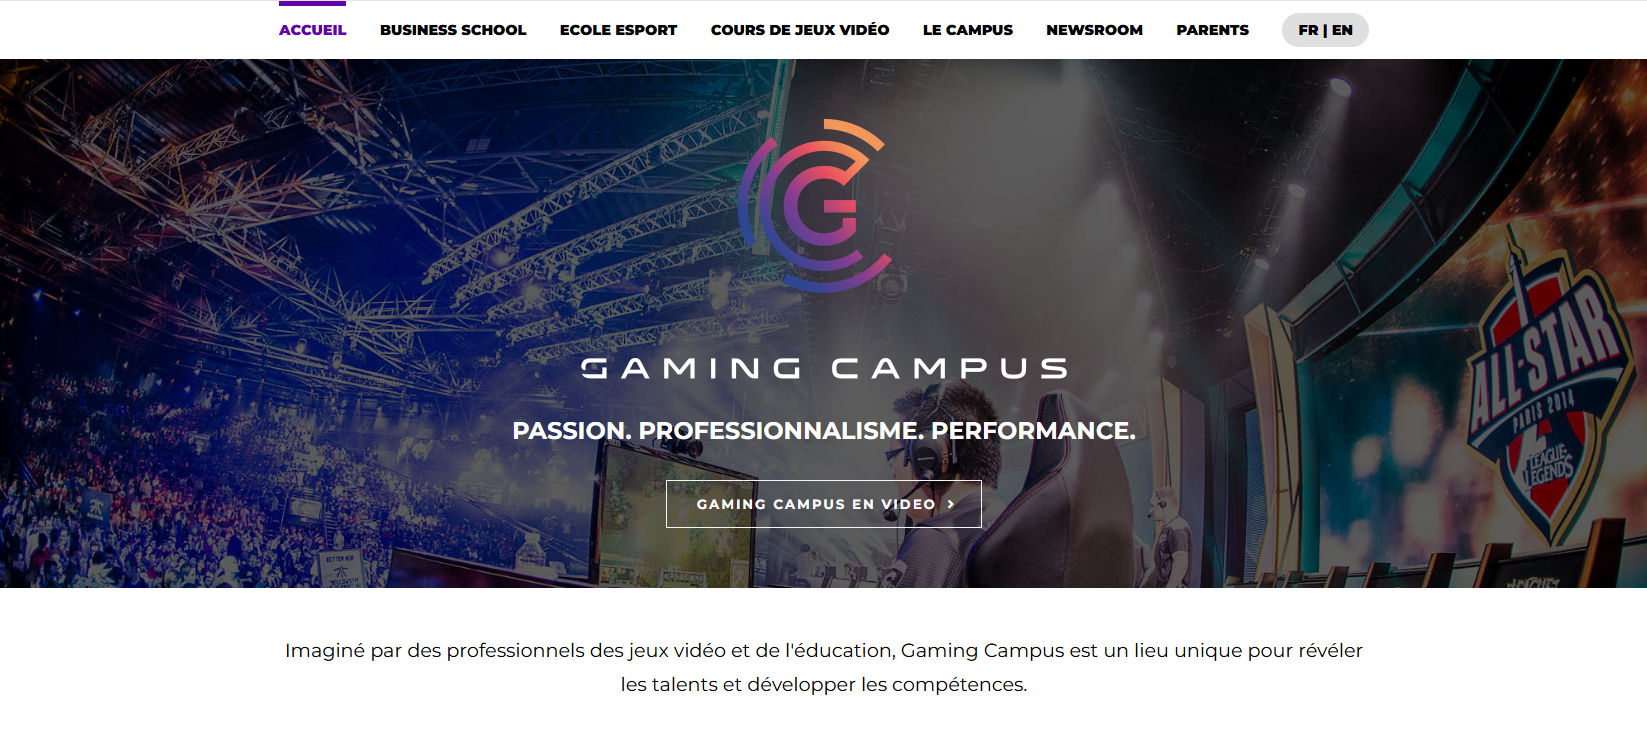 ACCUEIL BUSINESS SCHOOL ECOLE ESPORT COURS DE JEUX VIDÉO LE CAMPUS NEWSROOM PARENTS FR | EN
GAMING CAMPUS
PASSION. PROFESSIONNALISME. PERFORMANCE.
GAMING CAMPUS EN VIDEO >
ALL-STAR
PARIS 2014
LEAGUE
LEGENDS
Imaginé par des professionnels des jeux vidéo et de l'éducation, Gaming Campus est un lieu unique pour révéler
les talents et développer les compétences.